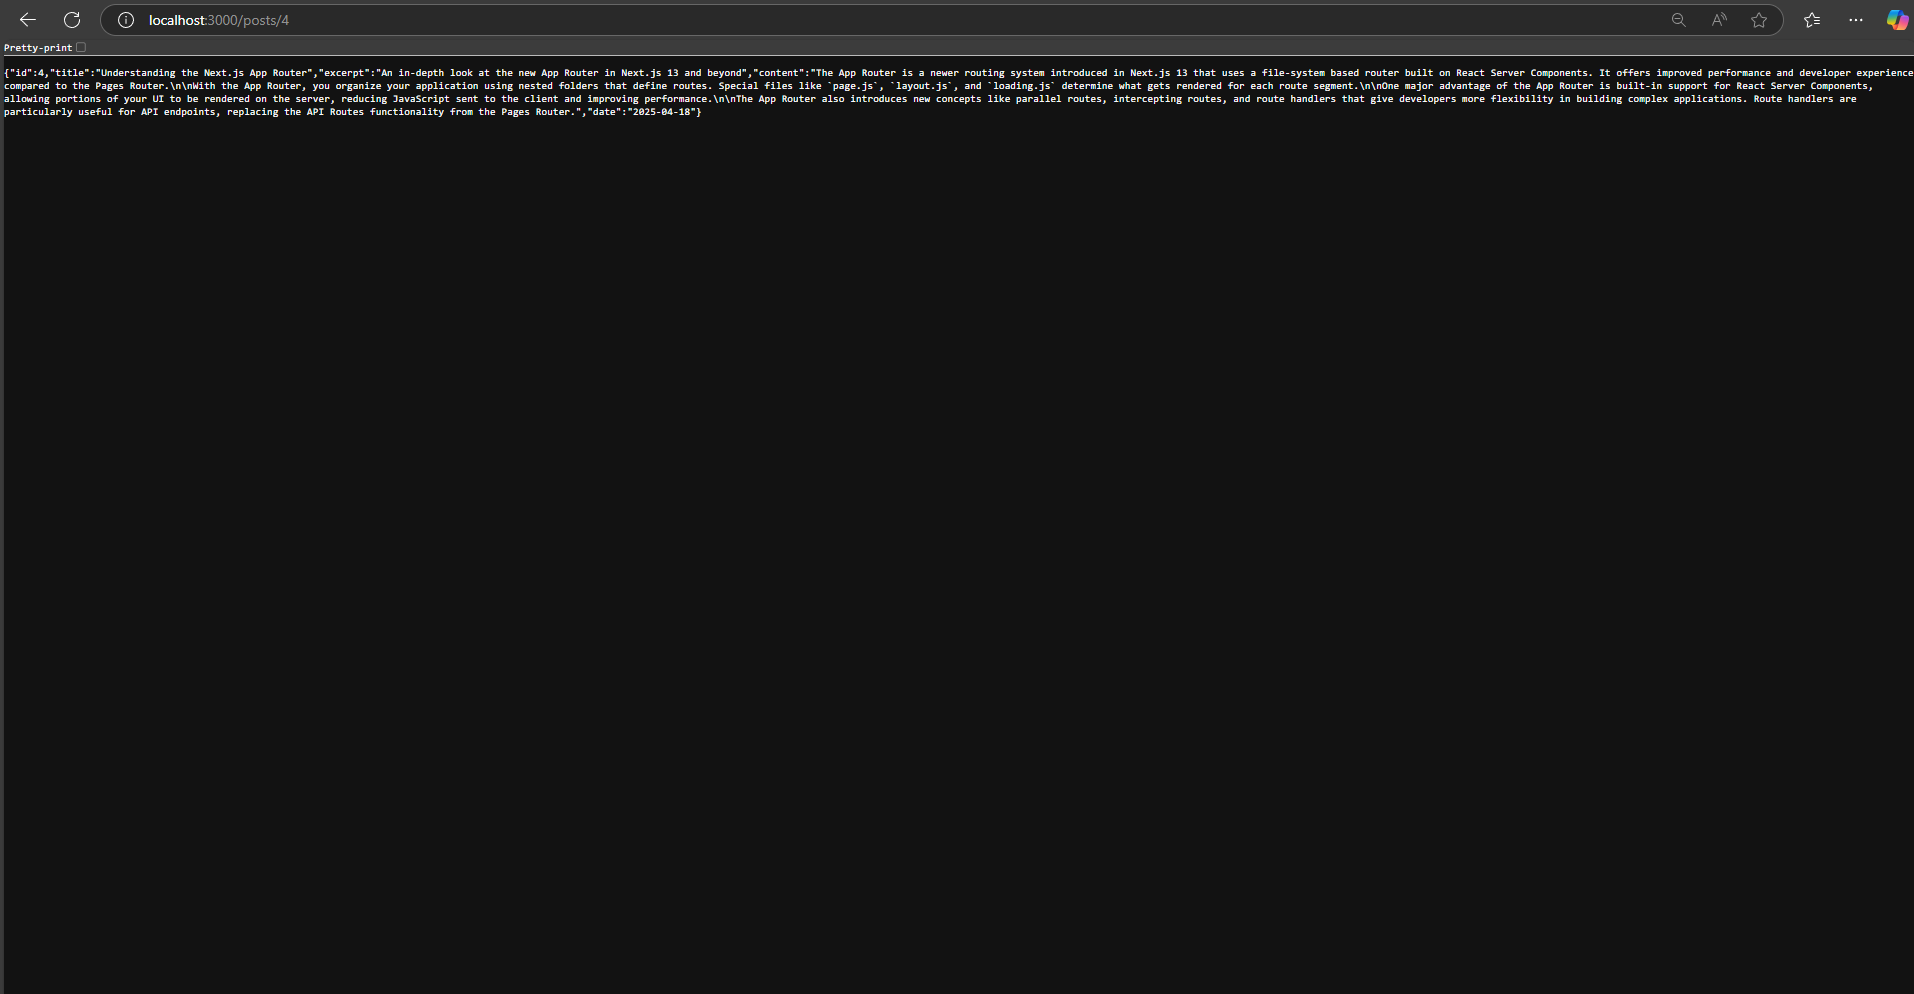 localhost:3000/posts/4
Pretty-print
{"id":4,"title":"Understanding the Next.js App Router","excerpt":"An in-depth look at the new App Router in Next.js 13 and beyond","content":"The App Router is a newer routing system introduced in Next.js 13 that uses a file-system based router built on React Server Components. It offers improved performance and developer experience
compared to the Pages Router.\n\nWith the App Router, you organize your application using nested folders that define routes. Special files like `page.js`, `layout.js`, and `loading.js` determine what gets rendered for each route segment.\n\nOne major advantage of the App Router is built-in support for React Server Components,
allowing portions of your UI to be rendered on the server, reducing JavaScript sent to the client and improving performance.\n\nThe App Router also introduces new concepts like parallel routes, intercepting routes, and route handlers that give developers more flexibility in building complex applications. Route handlers are
particularly useful for API endpoints, replacing the API Routes functionality from the Pages Router.","date":"2025-04-18"}